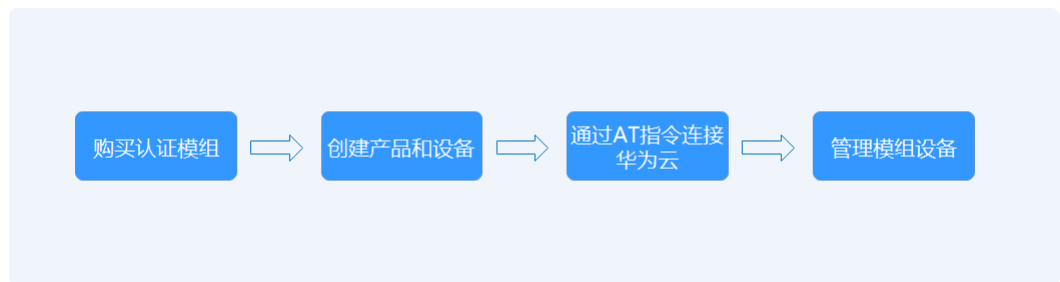 购买认证模组
创建产品和设备
通过AT指令连接
华为云
管理模组设备